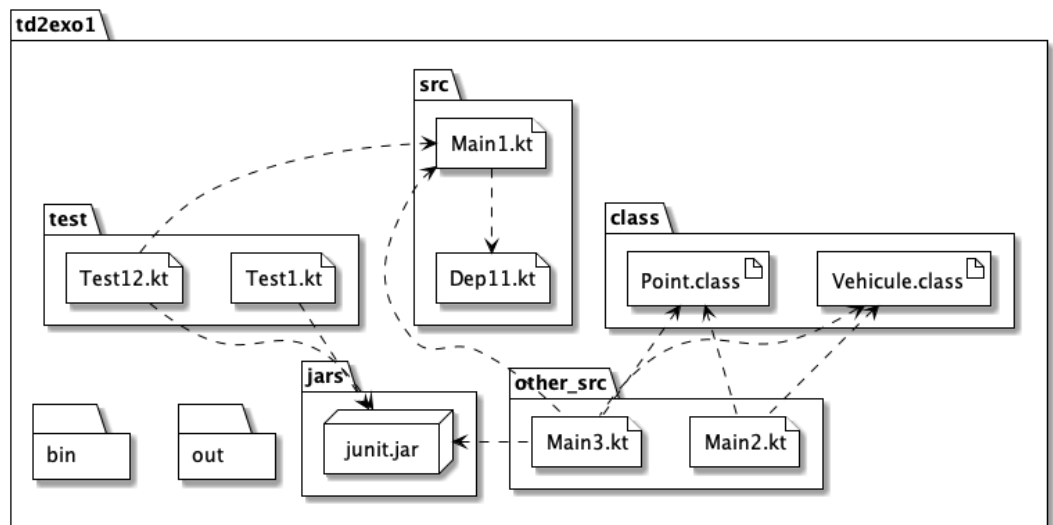 td2exo1
src
Main1.kt
test
class
Test12.kt
Test1.kt
Dep11.kt
Point.class
Vehicule.class
jars
other_src
bin
out
junit.jar
Main3.kt
Main2.kt